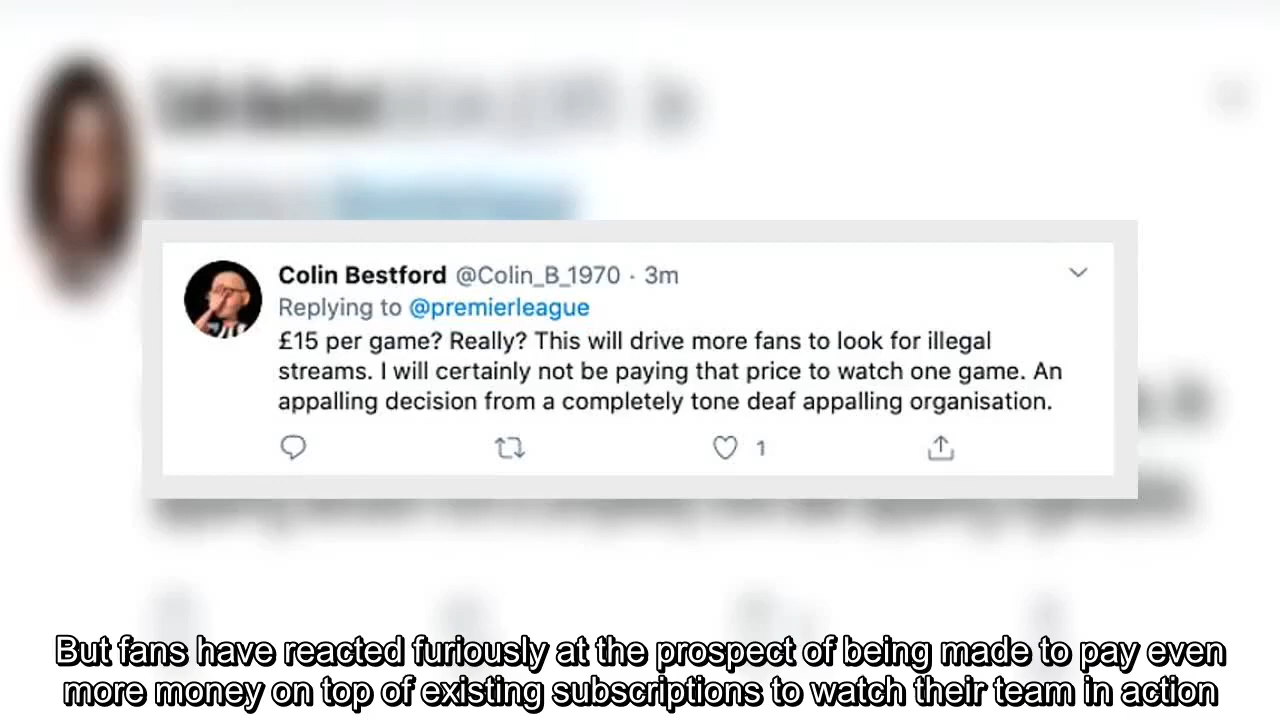 Colin Bestford @Colin_B_1970 · 3m
Replying to @premierleague
£15 per game? Really? This will drive more fans to look for illegal
streams. I will certainly not be paying that price to watch one game. An
appalling decision from a completely tone deaf appalling organisation.
1
But fans have reacted furiously at the prospect of being made to pay even
more money on top of existing subscriptions to watch their team in action